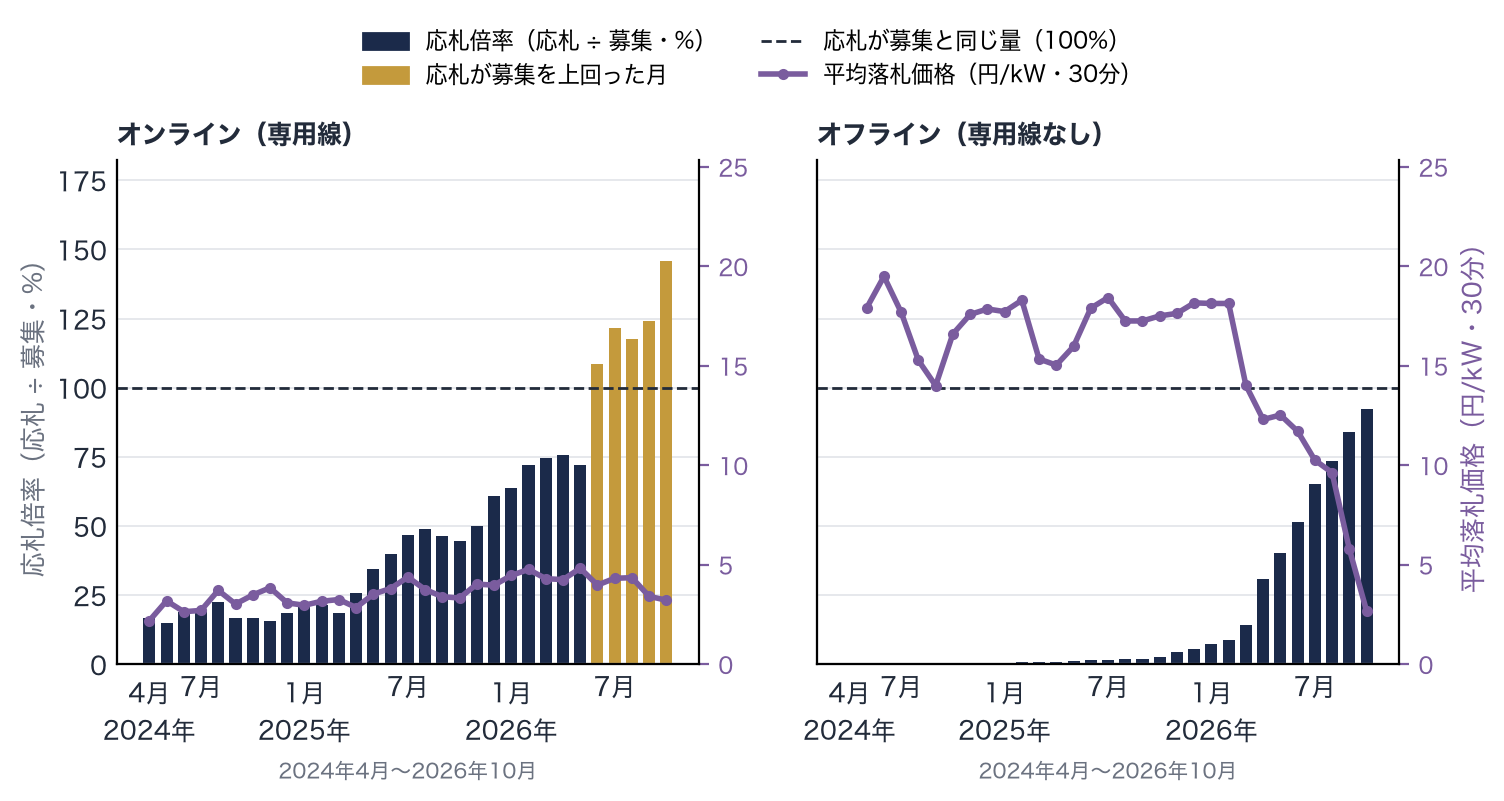 応札倍率（応札 ÷ 募集・%）
応札が募集を上回った月
応札が募集と同じ量（100%）
平均落札価格（円/kW・30分）
オンライン（専用線）
応札倍率（応札 ÷ 募集・%）
175
150
125
100
75
50
25
0
25
20
15
10
5
0
4月 7月 1月 7月 1月 7月
2024年 2025年 2026年
2024年4月～2026年10月
オフライン（専用線なし）
25
20
15
10
5
0
平均落札価格（円/kW・30分）
4月 7月 1月 7月 1月 7月
2024年 2025年 2026年
2024年4月～2026年10月